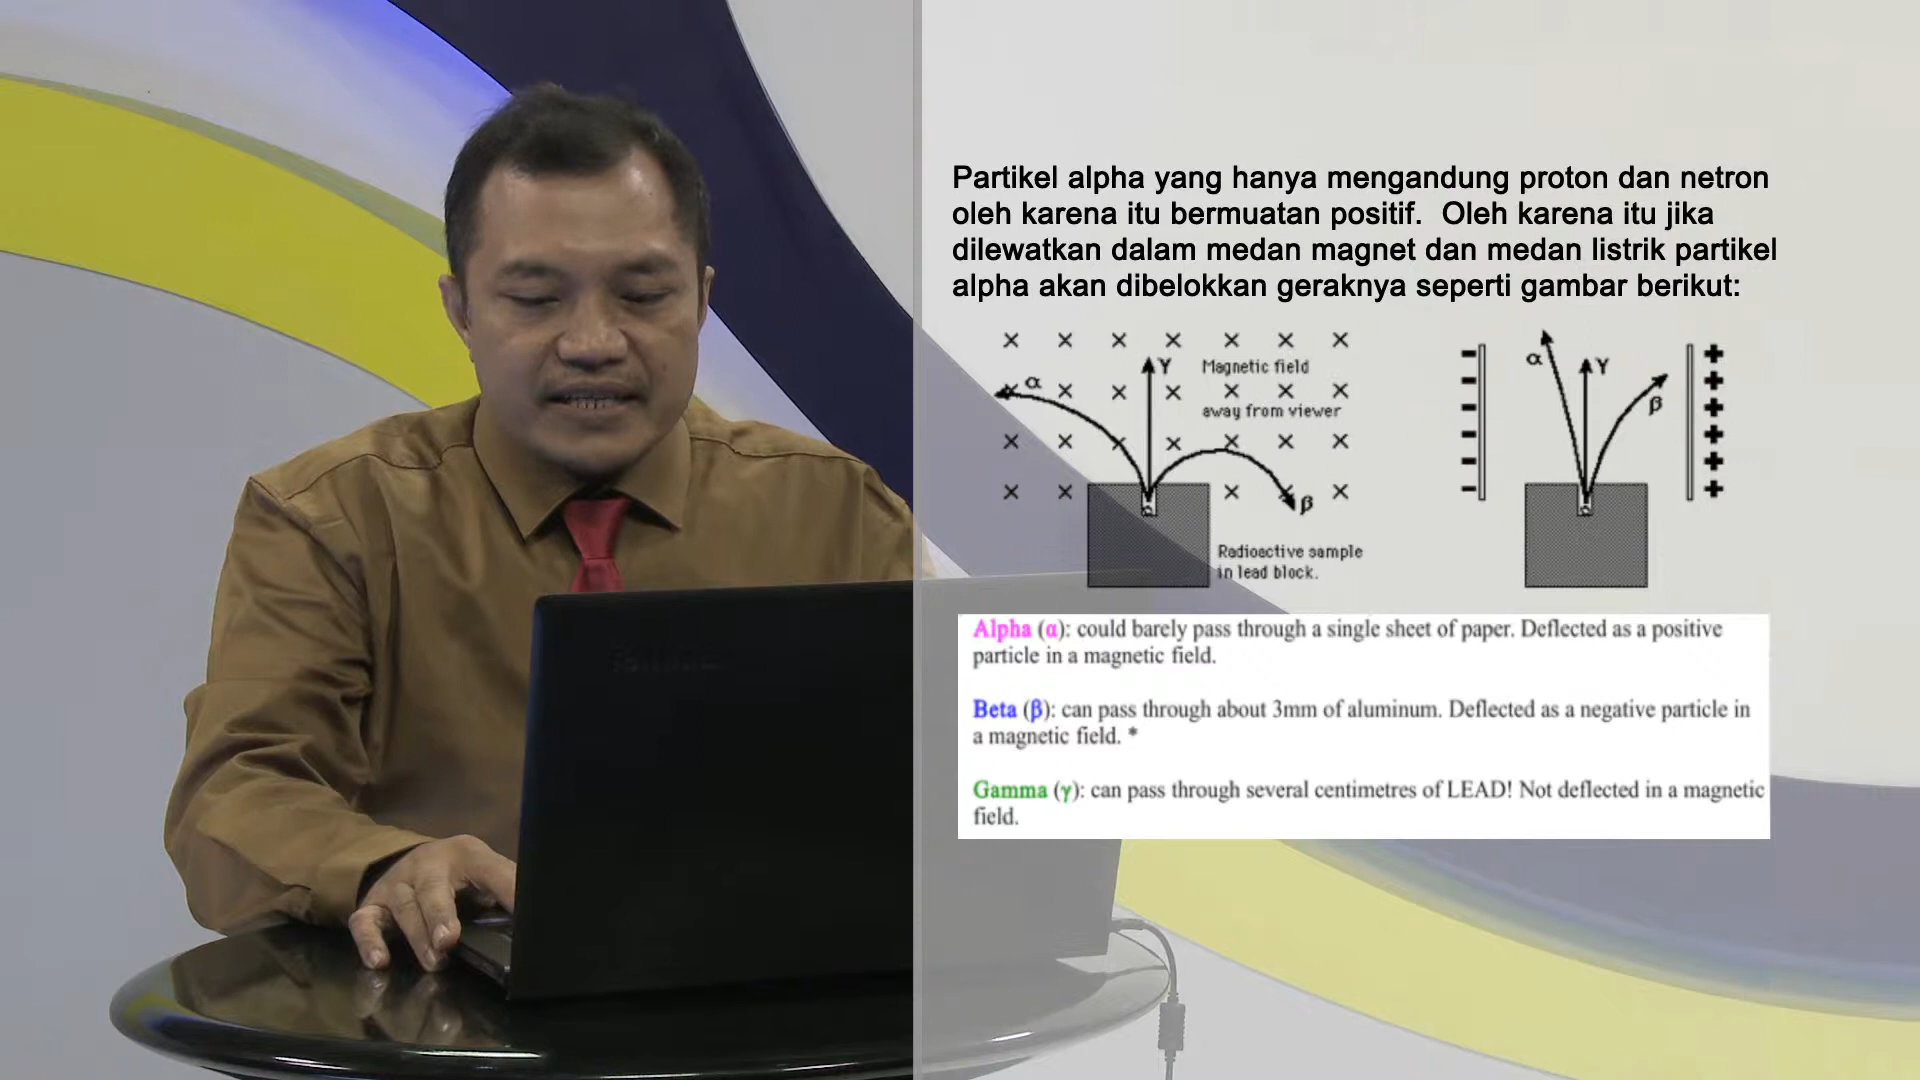 Partikel alpha yang hanya mengandung proton dan netron
oleh karena itu bermuatan positif. Oleh karena itu jika
dilewatkan dalam medan magnet dan medan listrik partikel
alpha akan dibelokkan geraknya seperti gambar berikut:
× × × × × × ×
Y Magnetic field
α × × × × × ×
away from viewer
× × × × × × ×
× × × × ×
β
Radioactive sample
in lead block.
α Y
β
- - - - - -
+ + + + + +
Alpha (α): could barely pass through a single sheet of paper. Deflected as a positive
particle in a magnetic field.
Beta (β): can pass through about 3mm of aluminum. Deflected as a negative particle in
a magnetic field. *
Gamma (γ): can pass through several centimetres of LEAD! Not deflected in a magnetic
field.